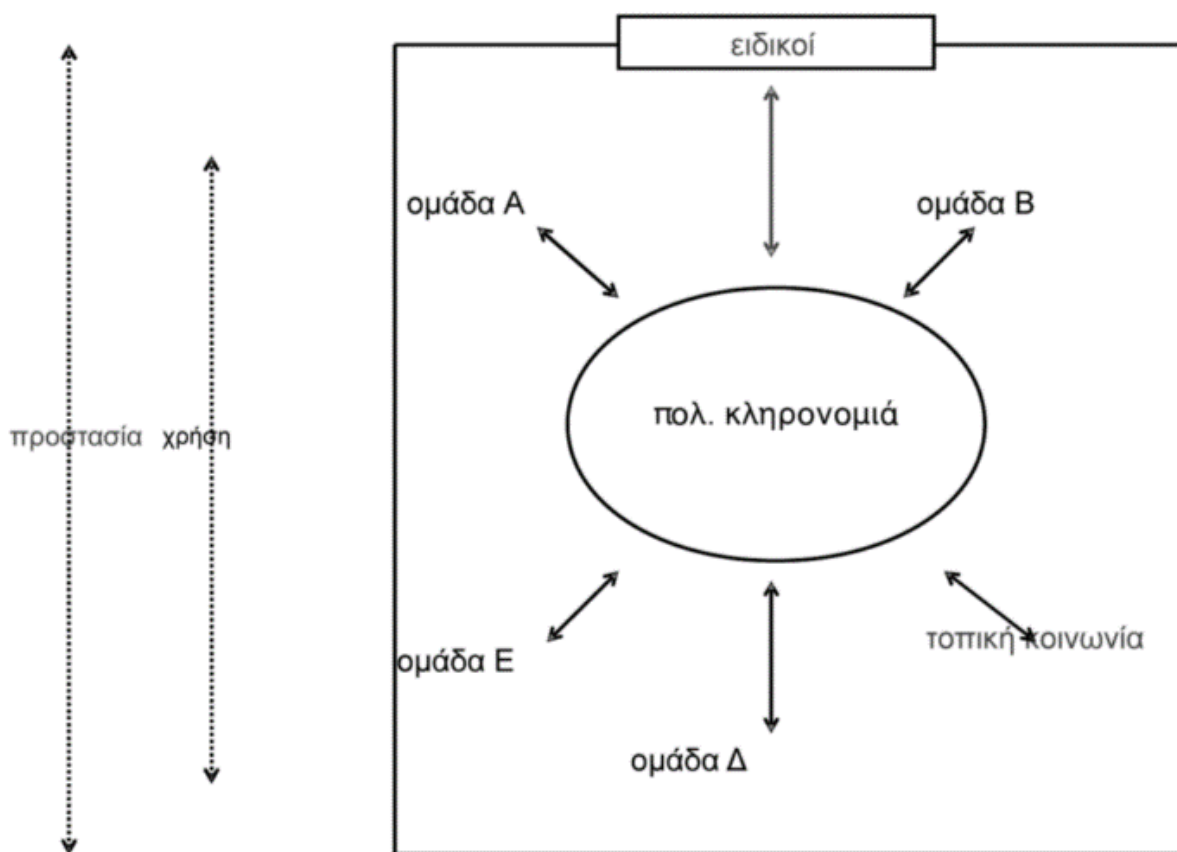 ειδικοί
ομάδα Α
ομάδα Β
πολ. κληρονομιά
προστασία
χρήση
τοπική κοινωνία
ομάδα Ε
ομάδα Δ